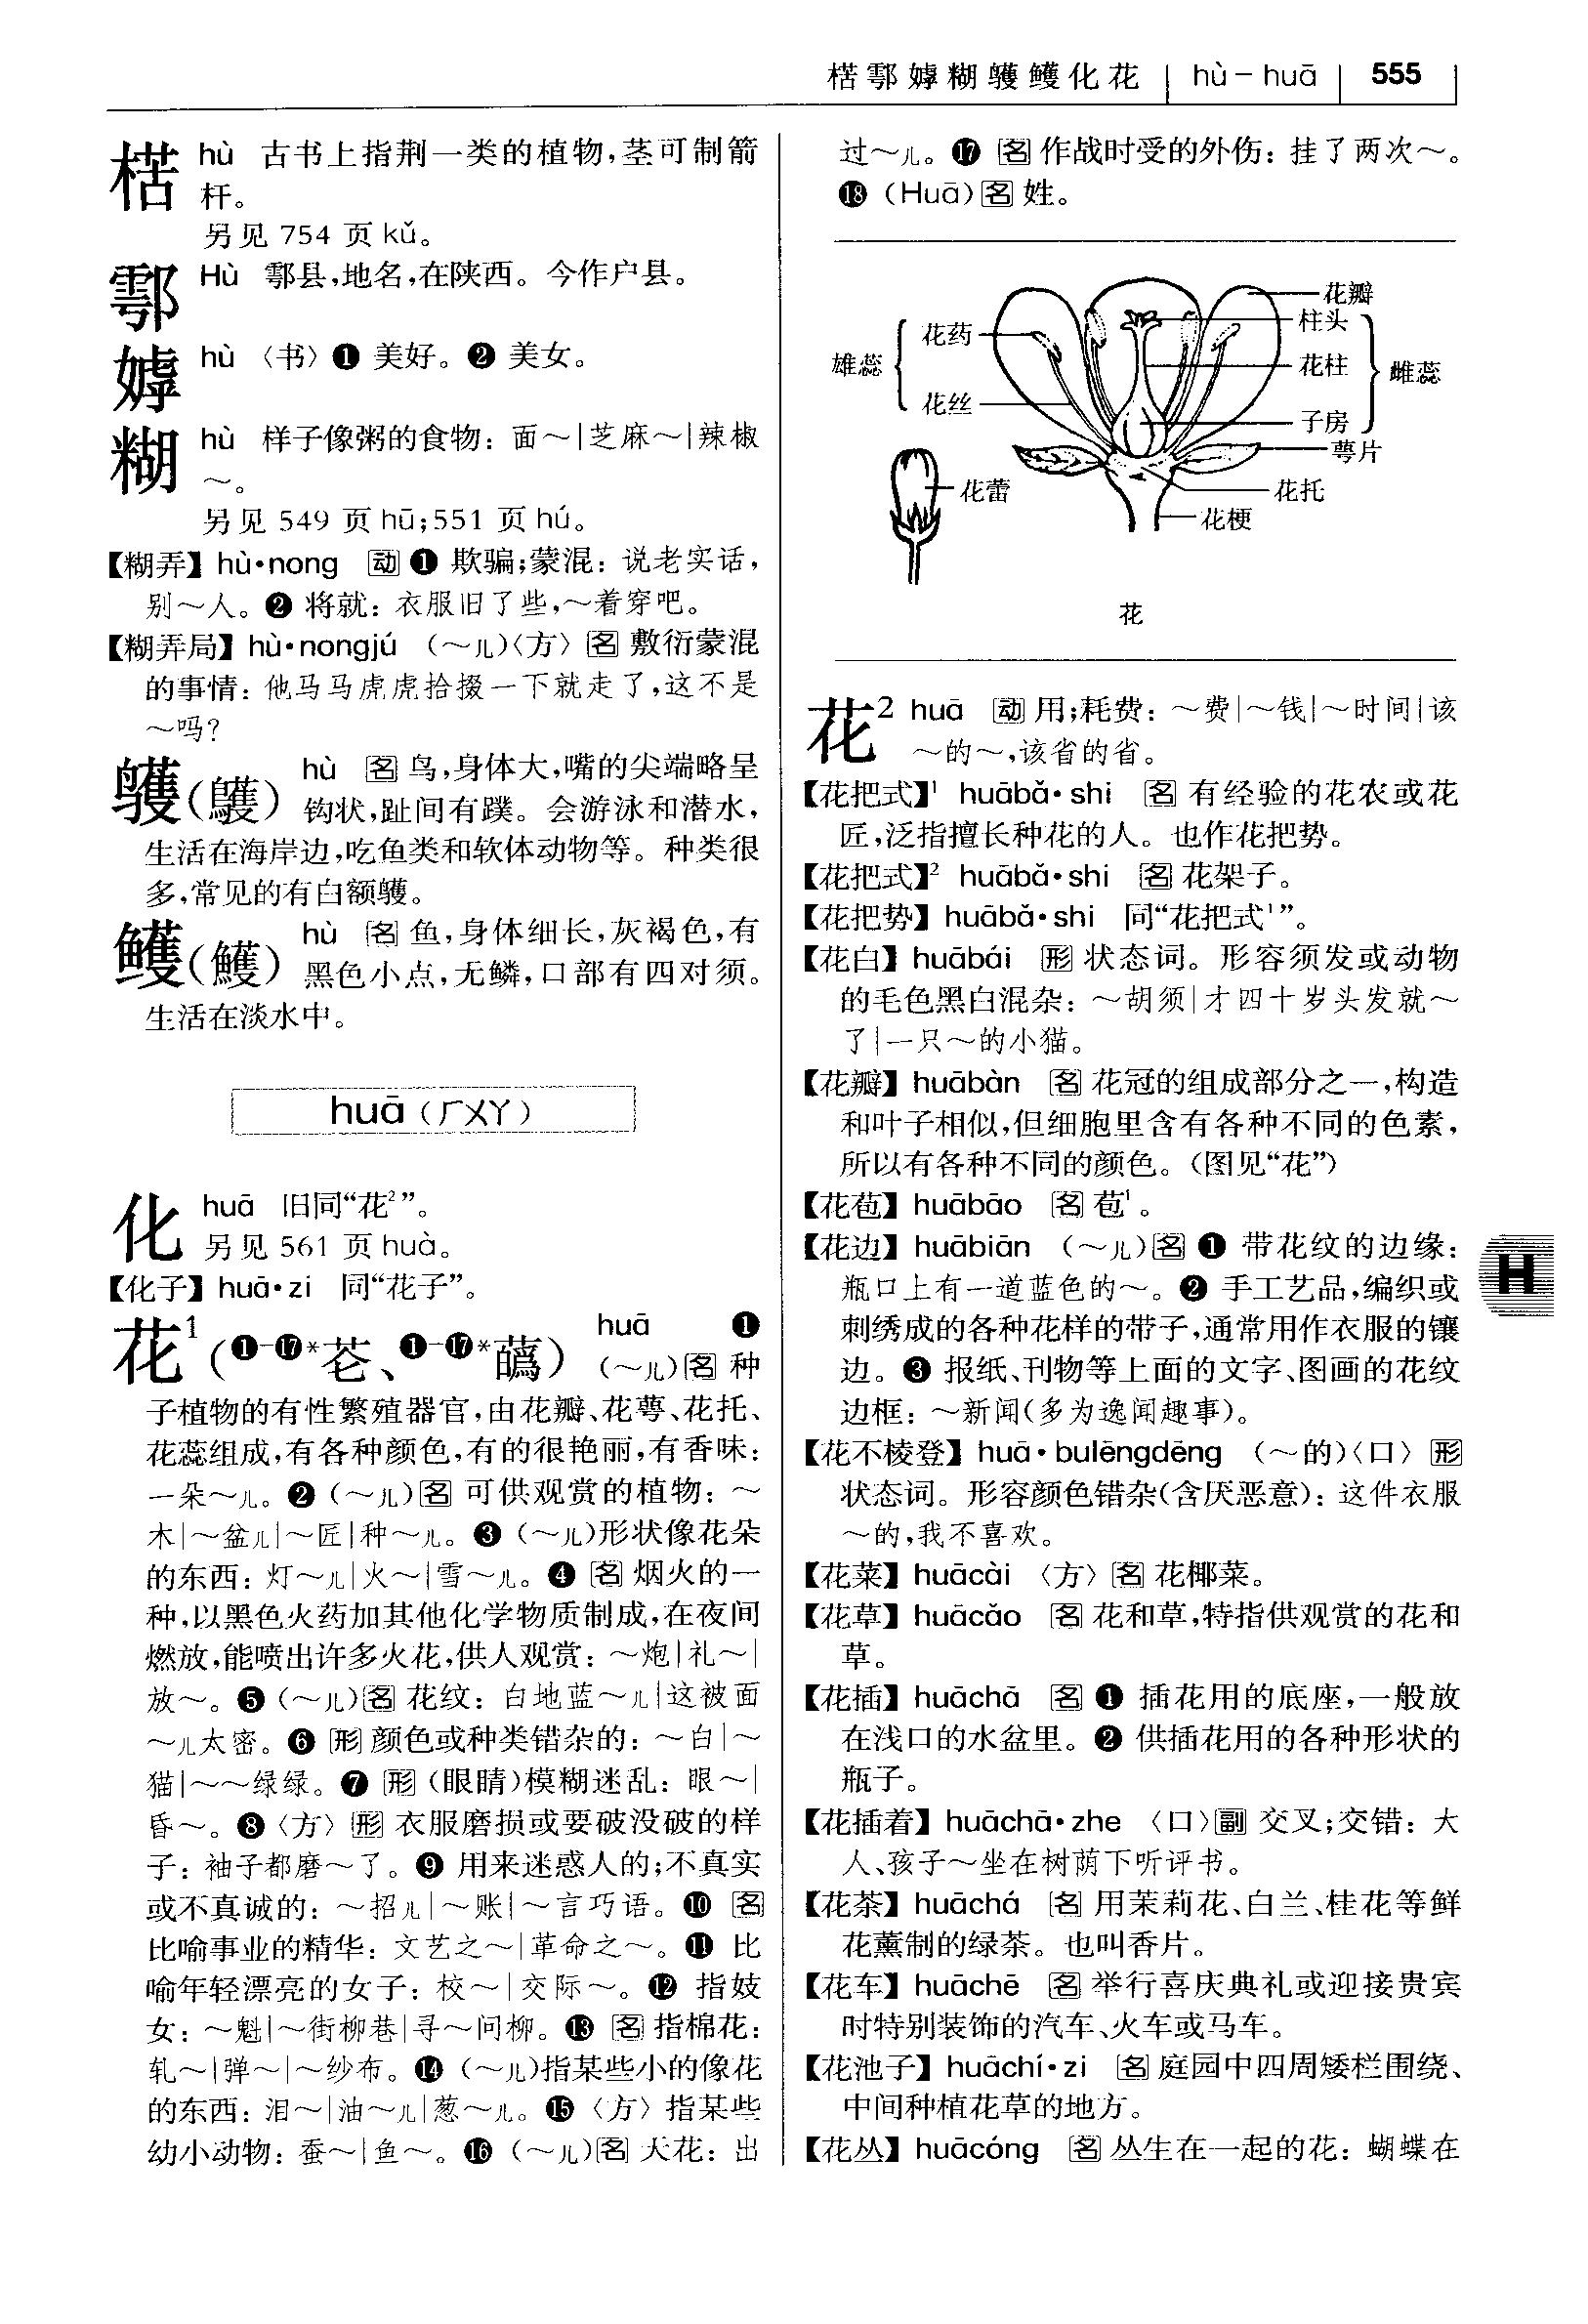 楛鄠嫭糊鹱鳠化花 hù－huā 555
楛 hù 古书上指荆一类的植物,茎可制箭
杆。
另见 754 页 kǔ。
鄠 Hù 鄠县,地名,在陕西。今作户县。
嫭 hù 〈书〉❶ 美好。❷ 美女。
糊 hù 样子像粥的食物：面～|芝麻～|辣椒
～。
另见 549 页 hū;551 页 hú。
【糊弄】 hù•nong 动 ❶ 欺骗;蒙混：说老实话,
别～人。❷ 将就：衣服旧了些,～着穿吧。
【糊弄局】 hù•nongjú （～儿）〈方〉 名 敷衍蒙混
的事情：他马马虎虎拾掇一下就走了,这不是
～吗？
鹱（鸌） hù 名 鸟,身体大,嘴的尖端略呈
钩状,趾间有蹼。会游泳和潜水,
生活在海岸边,吃鱼类和软体动物等。种类很
多,常见的有白额鹱。
鳠（鱯） hù 名 鱼,身体细长,灰褐色,有
黑色小点,无鳞,口部有四对须。
生活在淡水中。
huā（ㄏㄨㄚ）
化 huā 旧同“花²”。
另见 561 页 huà。
【化子】 huā•zi 同“花子”。
花¹（❶-⓱*芲、❶-⓱*蘤） huā ❶
（～儿）名 种
子植物的有性繁殖器官,由花瓣、花萼、花托、
花蕊组成,有各种颜色,有的很艳丽,有香味：
一朵～儿。❷（～儿）名 可供观赏的植物：～
木|～盆儿|～匠|种～儿。❸（～儿）形状像花朵
的东西：灯～儿|火～|雪～儿。❹ 名 烟火的一
种,以黑色火药加其他化学物质制成,在夜间
燃放,能喷出许多火花,供人观赏：～炮|礼～|
放～。❺（～儿）名 花纹：白地蓝～儿|这被面
～儿太密。❻ 形 颜色或种类错杂的：～白|～
猫|～～绿绿。❼ 形 （眼睛）模糊迷乱：眼～|
昏～。❽〈方〉形 衣服磨损或要破没破的样
子：袖子都磨～了。❾ 用来迷惑人的;不真实
或不真诚的：～招儿|～账|～言巧语。❿ 名
比喻事业的精华：文艺之～|革命之～。⓫ 比
喻年轻漂亮的女子：校～|交际～。⓬ 指妓
女：～魁|～街柳巷|寻～问柳。⓭ 名 指棉花：
轧～|弹～|～纱布。⓮（～儿）指某些小的像花
的东西：泪～|油～儿|葱～儿。⓯〈方〉指某些
幼小动物：蚕～|鱼～。⓰（～儿）名 天花：出
过～儿。⓱ 名 作战时受的外伤：挂了两次～。
⓲（Huā）名 姓。
花瓣
柱头
花药
花柱
雄蕊
雌蕊
花丝
子房
萼片
花蕾
花托
花梗
花
花² huā 动 用;耗费：～费|～钱|～时间|该
～的～,该省的省。
【花把式】¹ huābǎ•shi 名 有经验的花农或花
匠,泛指擅长种花的人。也作花把势。
【花把式】² huābǎ•shi 名 花架子。
【花把势】 huābǎ•shi 同“花把式¹”。
【花白】 huābái 形 状态词。形容须发或动物
的毛色黑白混杂：～胡须|才四十岁头发就～
了|一只～的小猫。
【花瓣】 huābàn 名 花冠的组成部分之一,构造
和叶子相似,但细胞里含有各种不同的色素,
所以有各种不同的颜色。（图见“花”）
【花苞】 huābāo 名 苞¹。
【花边】 huābiān （～儿）名 ❶ 带花纹的边缘：
瓶口上有一道蓝色的～。❷ 手工艺品,编织或
刺绣成的各种花样的带子,通常用作衣服的镶
边。❸ 报纸、刊物等上面的文字、图画的花纹
边框：～新闻（多为逸闻趣事）。
【花不棱登】 huā•bulēngdēng （～的）〈口〉 形
状态词。形容颜色错杂（含厌恶意）：这件衣服
～的,我不喜欢。
【花菜】 huācài 〈方〉名 花椰菜。
【花草】 huācǎo 名 花和草,特指供观赏的花和
草。
【花插】 huāchā 名 ❶ 插花用的底座,一般放
在浅口的水盆里。❷ 供插花用的各种形状的
瓶子。
【花插着】 huāchā•zhe 〈口〉副 交叉;交错：大
人、孩子～坐在树荫下听评书。
【花茶】 huāchá 名 用茉莉花、白兰、桂花等鲜
花薰制的绿茶。也叫香片。
【花车】 huāchē 名 举行喜庆典礼或迎接贵宾
时特别装饰的汽车、火车或马车。
【花池子】 huāchí•zi 名 庭园中四周矮栏围绕、
中间种植花草的地方。
【花丛】 huācóng 名 丛生在一起的花：蝴蝶在
H